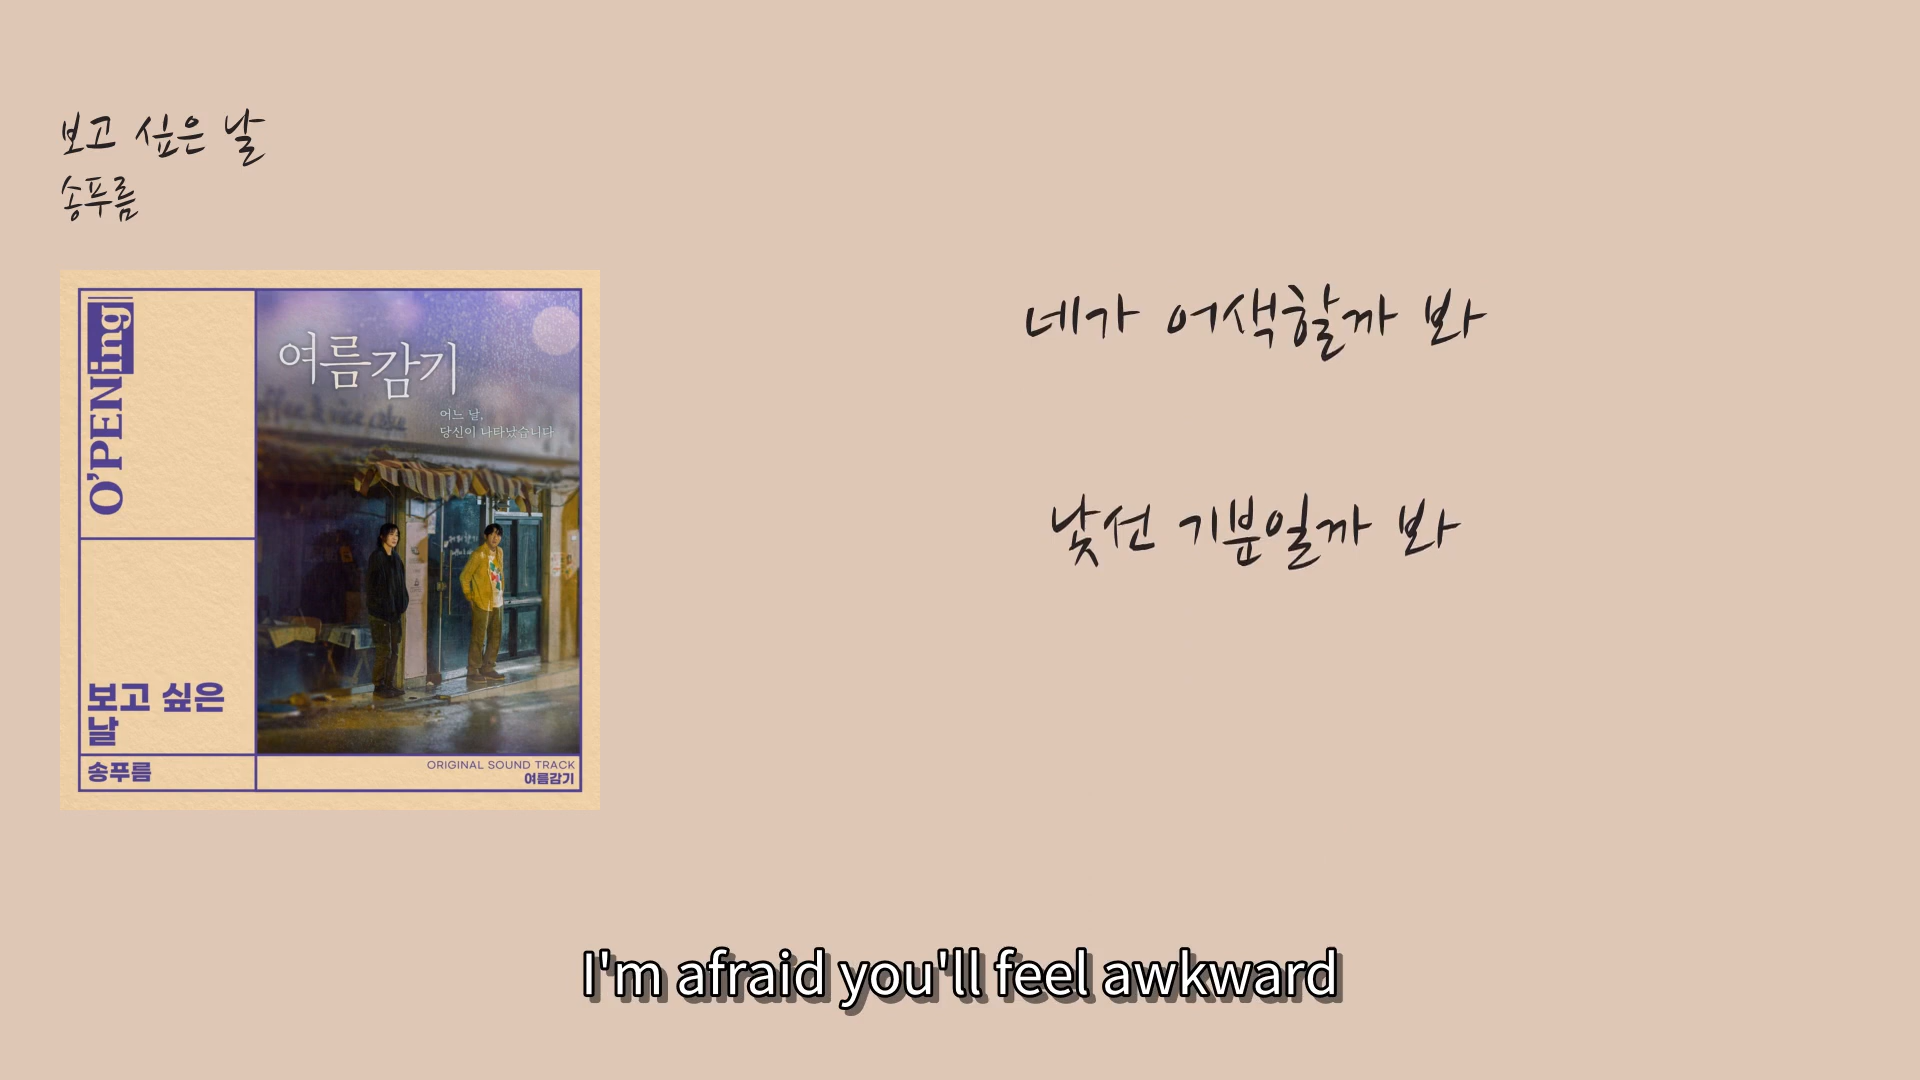 보고 싶은 날
송푸름
O'PENing
여름감기
어느 날,
당신이 나타났습니다
보고 싶은
날
송푸름
ORIGINAL SOUND TRACK
여름감기
네가 어색할까 봐
낯선 기분일까 봐
I'm afraid you'll feel awkward